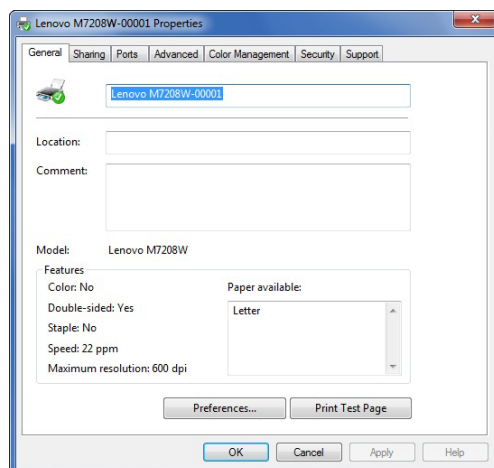 Lenovo M7208W-00001 Properties
General Sharing Ports Advanced Color Management Security Support
Lenovo M7208W-00001
Location:
Comment:
Model: Lenovo M7208W
Features
Color: No Paper available:
Double-sided: Yes Letter
Staple: No
Speed: 22 ppm
Maximum resolution: 600 dpi
Preferences... Print Test Page
OK Cancel Apply Help